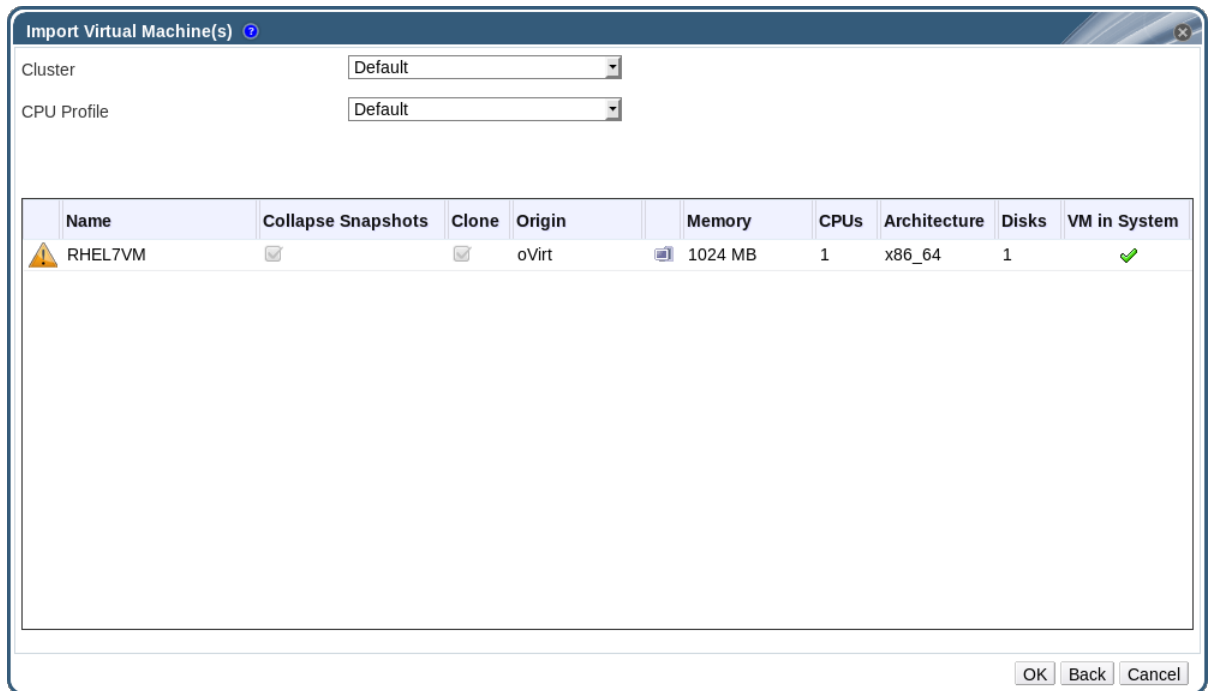 Import Virtual Machine(s) ?
Cluster Default
CPU Profile Default
Name Collapse Snapshots Clone Origin Memory CPUs Architecture Disks VM in System
RHEL7VM oVirt 1024 MB 1 x86_64 1
OK Back Cancel